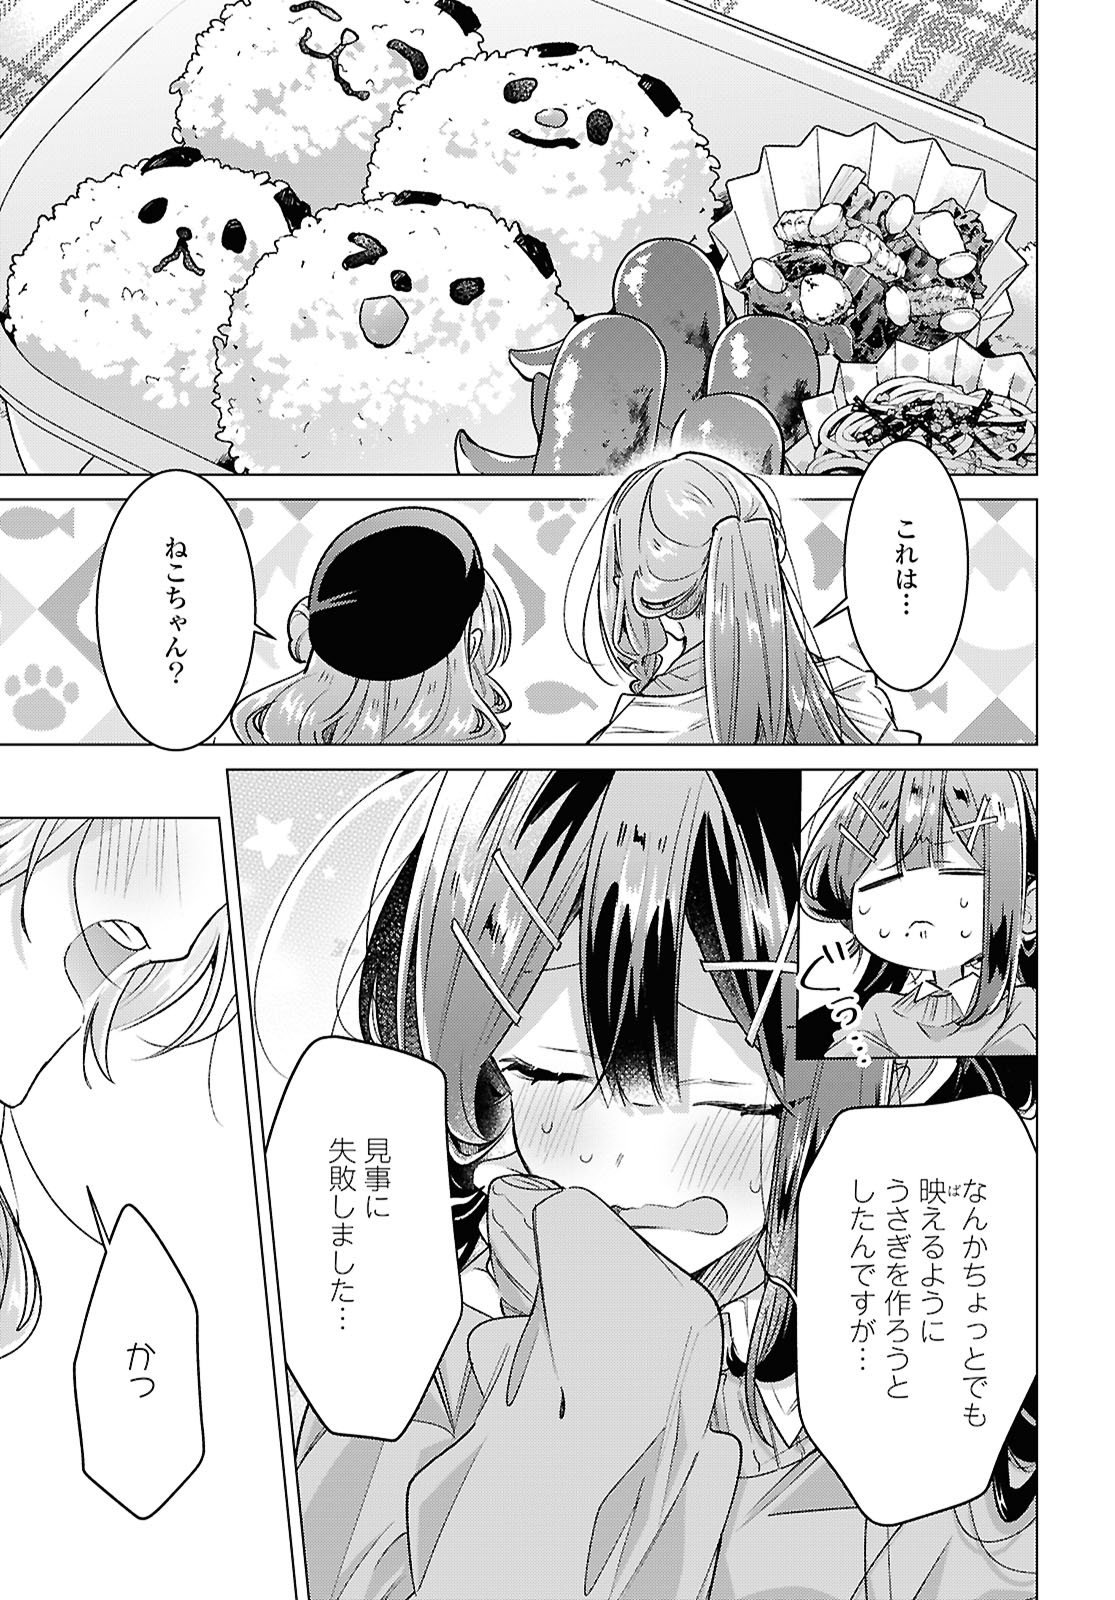 これは…
ねこちゃん？
ぐっ…
なんかちょっとでも
映えるように
うさぎを作ろうと
したんですが…
見事に
失敗しました…
かっ